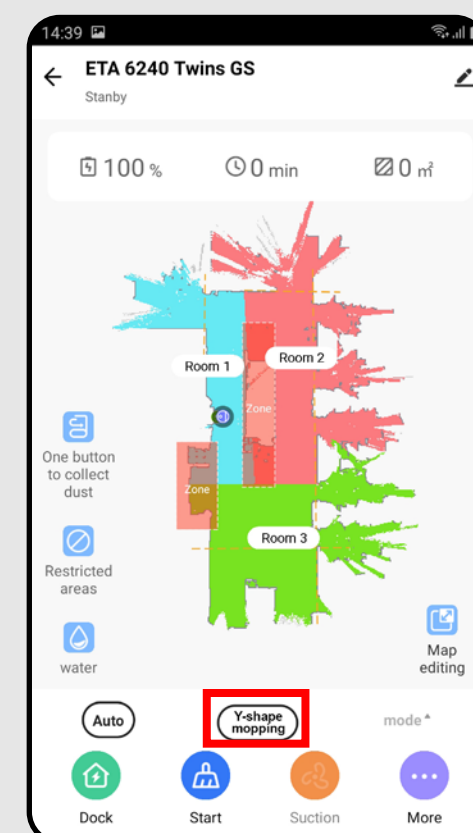 14:39
ETA 6240 Twins GS
Stanby
100 %
0 min
0 ㎡
Room 1
Room 2
Zone
One button
to collect
dust
Zone
Room 3
Restricted
areas
water
Map
editing
Auto
Y-shape
mopping
mode
Dock
Start
Suction
More